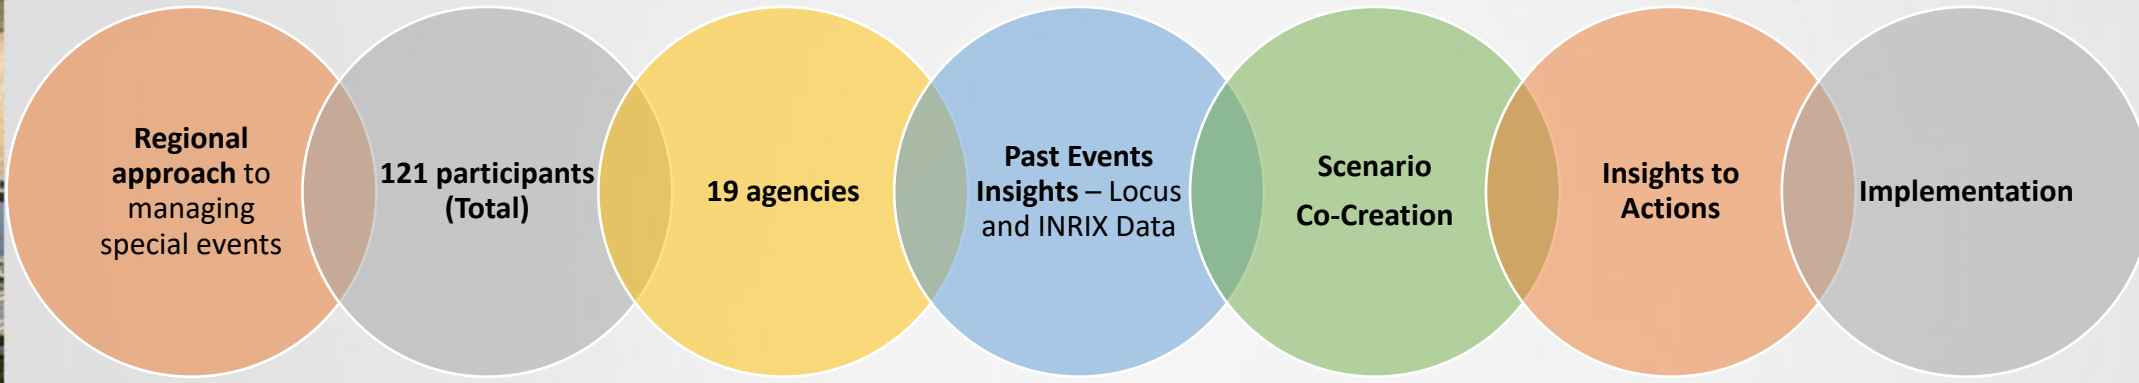 Regional
approach to
managing
special events
121 participants
(Total)
19 agencies
Past Events
Insights – Locus
and INRIX Data
Scenario
Co-Creation
Insights to
Actions
Implementation